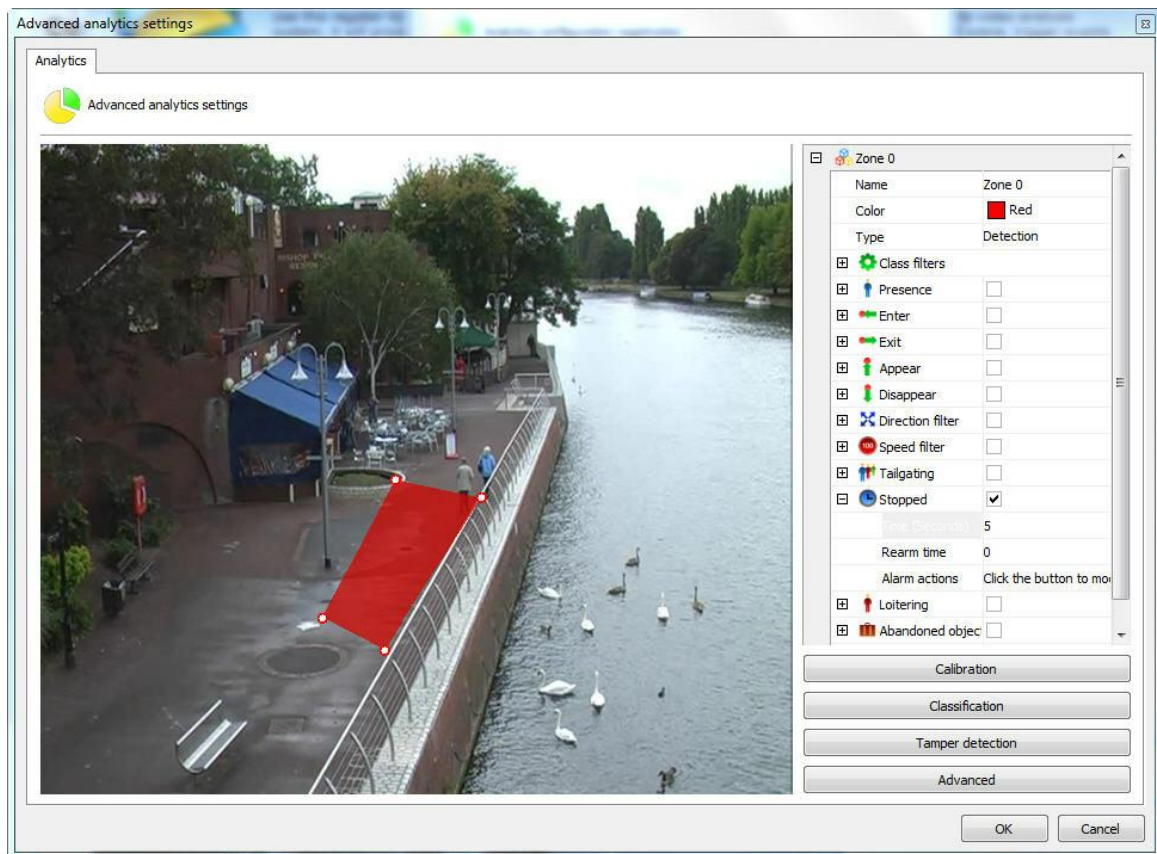 Advanced analytics settings
Analytics
Advanced analytics settings
Zone 0
Name Zone 0
Color Red
Type Detection
Class filters
Presence
Enter
Exit
Appear
Disappear
Direction filter
100 Speed filter
Tailgating
Stopped
Time (Seconds) 5
Rearm time 0
Alarm actions Click the button to mo
Loitering
Abandoned objec
Calibration
Classification
Tamper detection
Advanced
OK Cancel